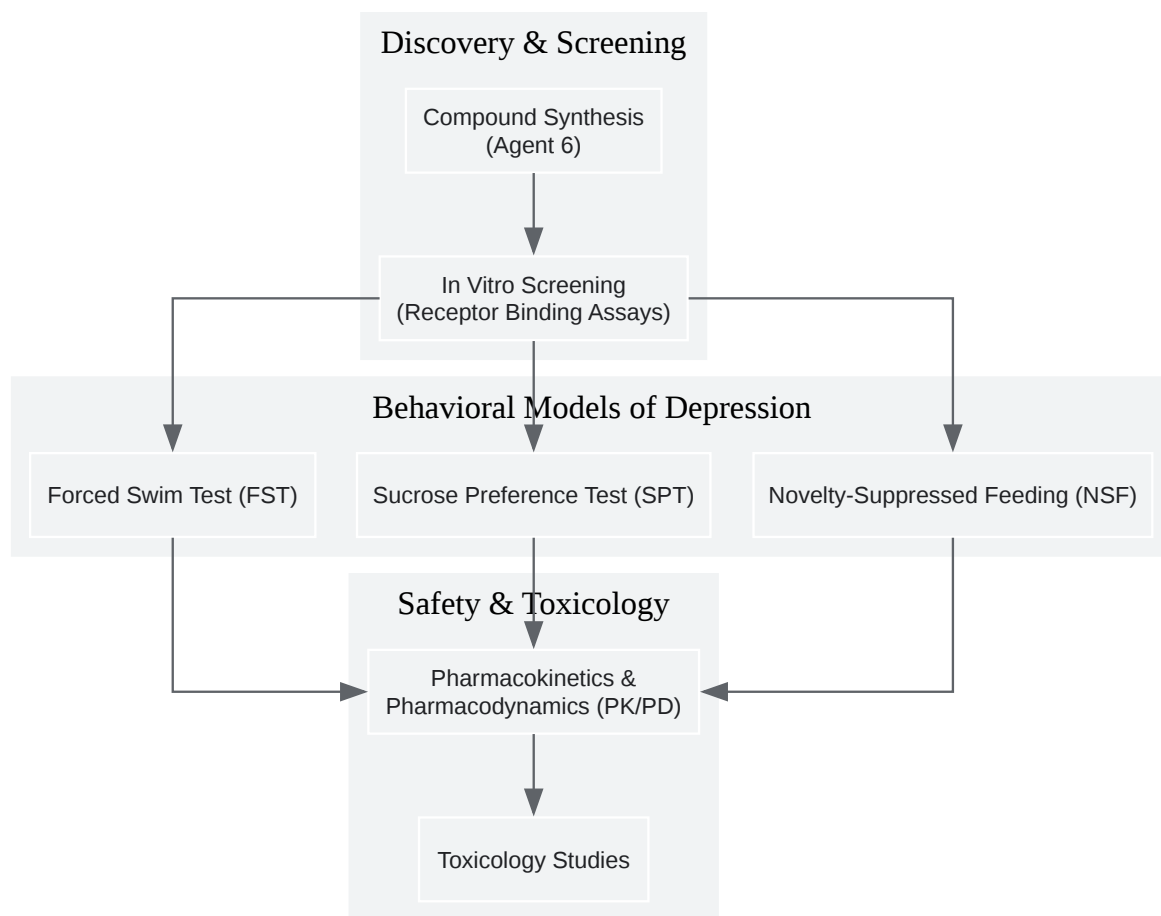 Discovery & Screening
Compound Synthesis
(Agent 6)
In Vitro Screening
(Receptor Binding Assays)
Behavioral Models of Depression
Forced Swim Test (FST)
Sucrose Preference Test (SPT)
Novelty-Suppressed Feeding (NSF)
Safety & Toxicology
Pharmacokinetics &
Pharmacodynamics (PK/PD)
Toxicology Studies